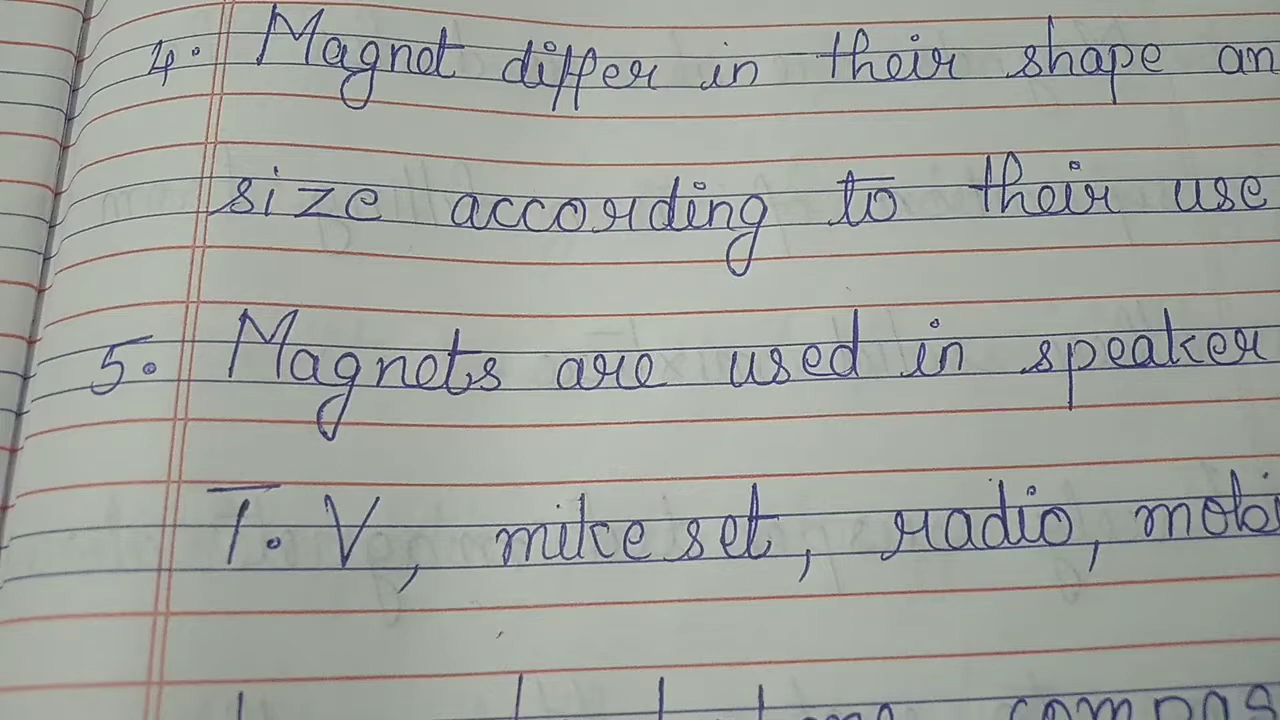 4. Magnet differ in their shape an
size according to their use
5. Magnets are used in speaker
T. V, mike set, radio, mobi